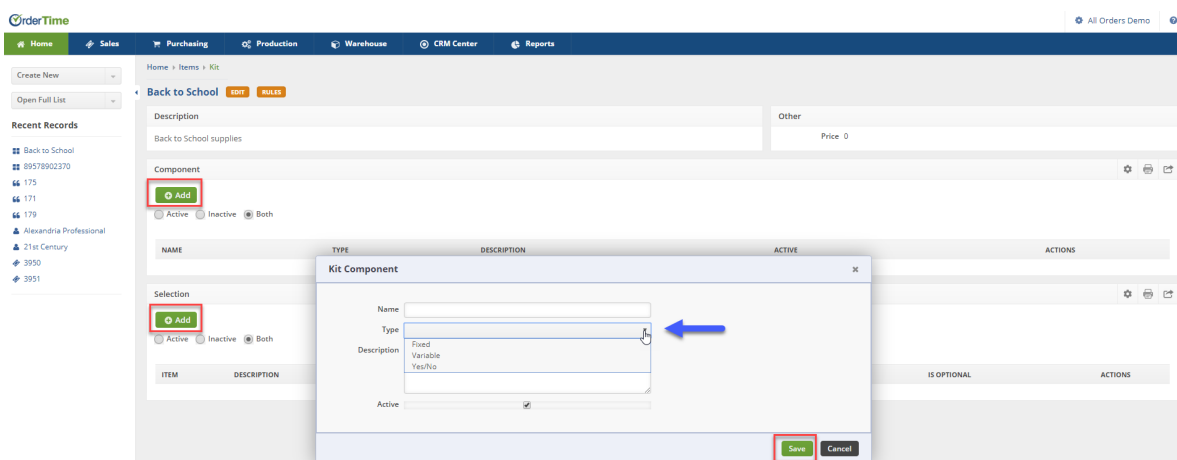 OrderTime
All Orders Demo
Home Sales Purchasing Production Warehouse CRM Center Reports
Create New
Open Full List
Recent Records
Back to School
89578902370
175
171
179
Alexandria Professional
21st Century
3950
3951
Home Items Kit
Back to School EDIT RULES
Description
Back to School supplies
Other
Price 0
Component
Add
Active Inactive Both
NAME TYPE DESCRIPTION ACTIVE ACTIONS
Selection
Add
Active Inactive Both
ITEM DESCRIPTION IS OPTIONAL ACTIONS
Kit Component
Name
Type
Fixed
Description
Variable
Yes/No
Active
Save Cancel